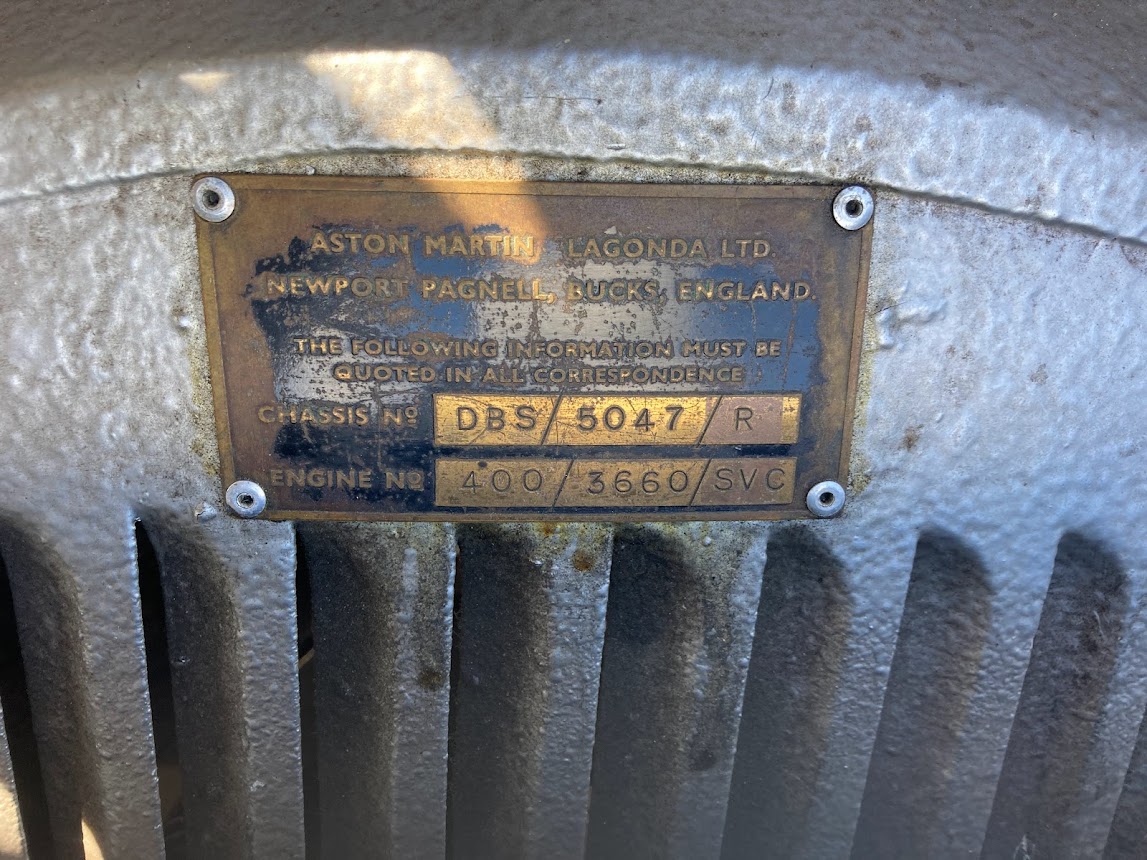 ASTON MARTIN LAGONDA LTD.
NEWPORT PAGNELL, BUCKS, ENGLAND.
THE FOLLOWING INFORMATION MUST BE
QUOTED IN ALL CORRESPONDENCE
CHASSIS Nº DBS/5047/R
ENGINE Nº 400/3660/SVC